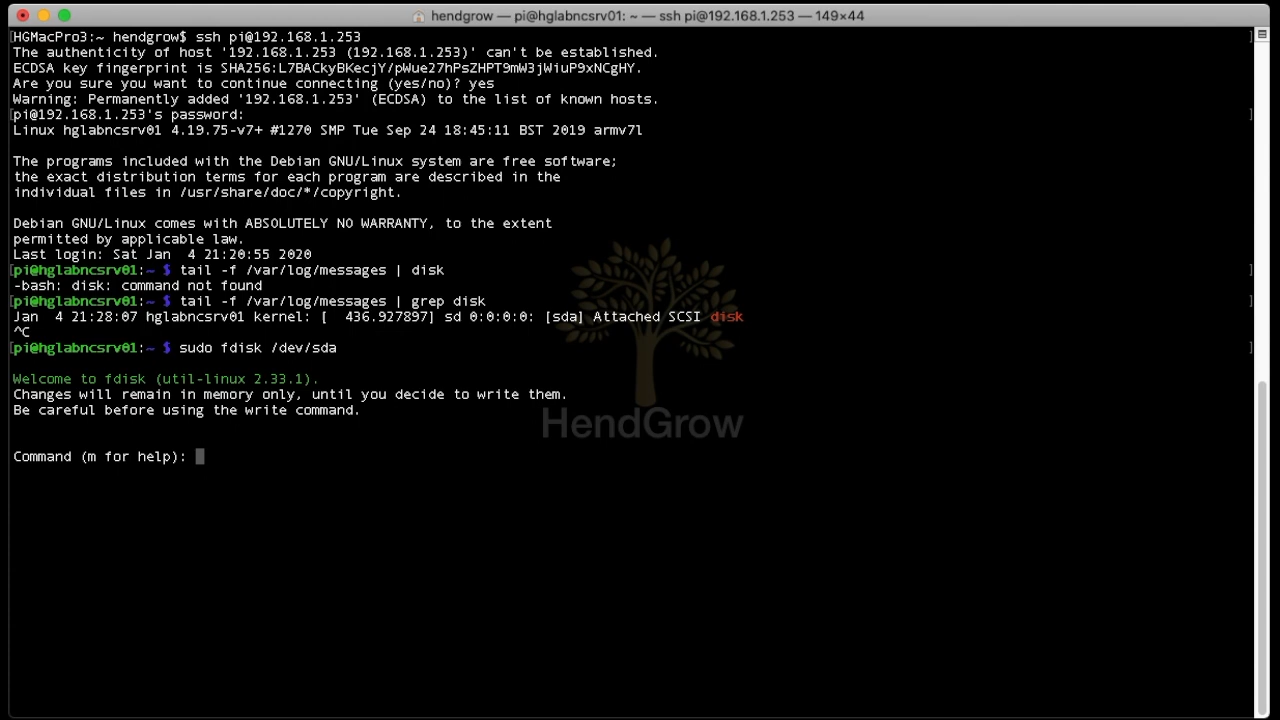 hendgrow — pi@hglabncsrv01: ~ — ssh pi@192.168.1.253 — 149×44
[HGMacPro3:~ hendgrow$ ssh pi@192.168.1.253 ]
The authenticity of host '192.168.1.253 (192.168.1.253)' can't be established.
ECDSA key fingerprint is SHA256:L7BACkyBKecjY/pWue27hPsZHPT9mW3jWiuP9xNCgHY.
Are you sure you want to continue connecting (yes/no)? yes
Warning: Permanently added '192.168.1.253' (ECDSA) to the list of known hosts.
[pi@192.168.1.253's password: ]
Linux hglabncsrv01 4.19.75-v7+ #1270 SMP Tue Sep 24 18:45:11 BST 2019 armv7l
The programs included with the Debian GNU/Linux system are free software;
the exact distribution terms for each program are described in the
individual files in /usr/share/doc/*/copyright.
Debian GNU/Linux comes with ABSOLUTELY NO WARRANTY, to the extent
permitted by applicable law.
Last login: Sat Jan  4 21:20:55 2020
[pi@hglabncsrv01:~ $ tail -f /var/log/messages | disk ]
-bash: disk: command not found
[pi@hglabncsrv01:~ $ tail -f /var/log/messages | grep disk ]
Jan  4 21:28:07 hglabncsrv01 kernel: [  436.927897] sd 0:0:0:0: [sda] Attached SCSI disk
^C
[pi@hglabncsrv01:~ $ sudo fdisk /dev/sda ]
Welcome to fdisk (util-linux 2.33.1).
Changes will remain in memory only, until you decide to write them.
Be careful before using the write command.
HendGrow
Command (m for help):